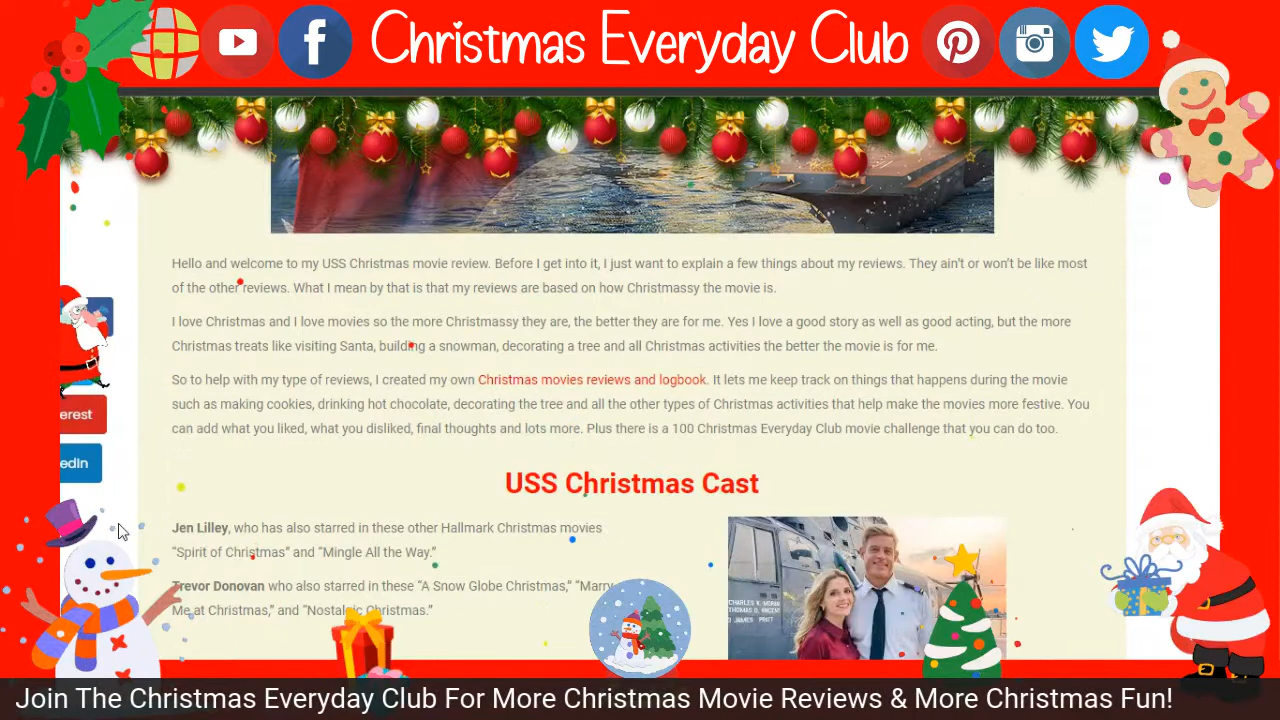 Christmas Everyday Club
Hello and welcome to my USS Christmas movie review. Before I get into it, I just want to explain a few things about my reviews. They ain't or won't be like most
of the other reviews. What I mean by that is that my reviews are based on how Christmassy the movie is.
I love Christmas and I love movies so the more Christmassy they are, the better they are for me. Yes I love a good story as well as good acting, but the more
Christmas treats like visiting Santa, building a snowman, decorating a tree and all Christmas activities the better the movie is for me.
So to help with my type of reviews, I created my own Christmas movies reviews and logbook. It lets me keep track on things that happens during the movie
such as making cookies, drinking hot chocolate, decorating the tree and all the other types of Christmas activities that help make the movies more festive. You
can add what you liked, what you disliked, final thoughts and lots more. Plus there is a 100 Christmas Everyday Club movie challenge that you can do too.
erest
edIn
USS Christmas Cast
Jen Lilley, who has also starred in these other Hallmark Christmas movies
“Spirit of Christmas” and “Mingle All the Way.”
Trevor Donovan who also starred in these “A Snow Globe Christmas,” “Marry
Me at Christmas,” and “Nostalgic Christmas.”
Join The Christmas Everyday Club For More Christmas Movie Reviews & More Christmas Fun!